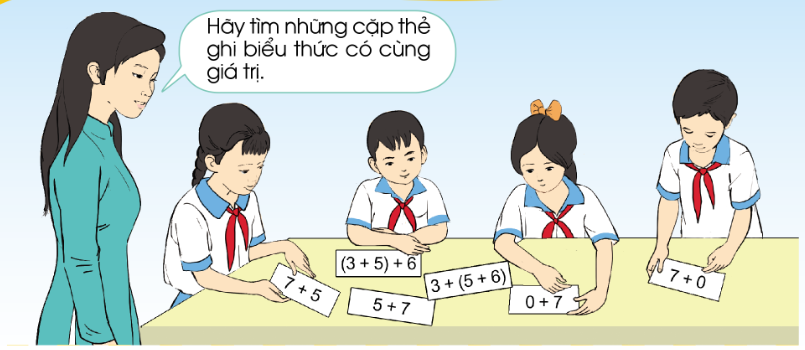 Hãy tìm những cặp thẻ
ghi biểu thức có cùng
giá trị.
(3 + 5) + 6
7 + 5
5 + 7
3 + (5 + 6)
0 + 7
7 + 0